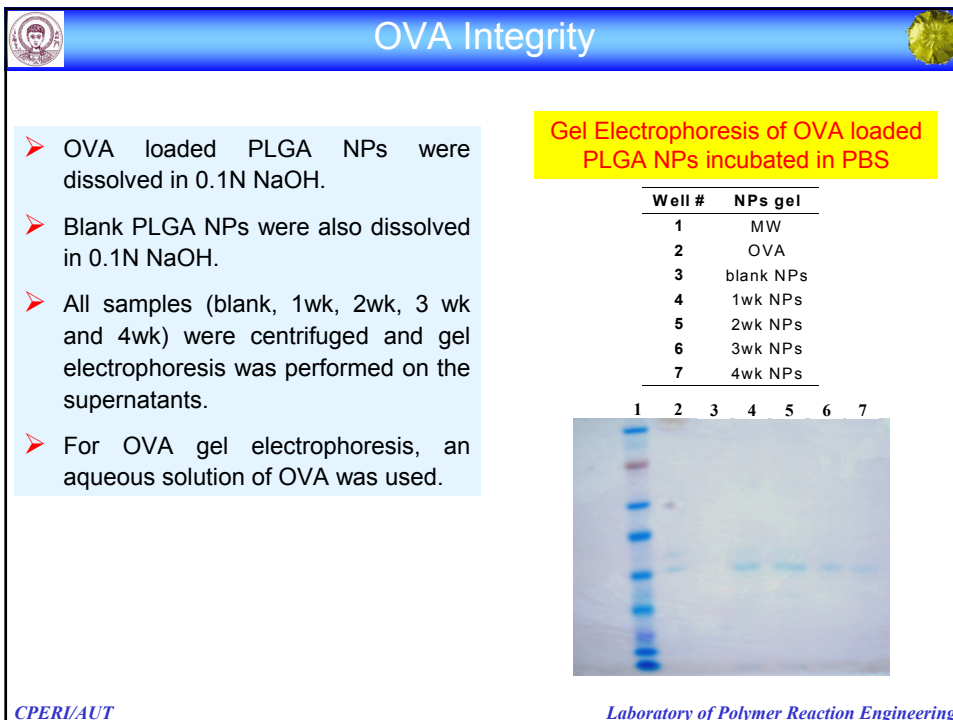 OVA Integrity
OVA loaded PLGA NPs were
dissolved in 0.1N NaOH.
Blank PLGA NPs were also dissolved
in 0.1N NaOH.
All samples (blank, 1wk, 2wk, 3 wk
and 4wk) were centrifuged and gel
electrophoresis was performed on the
supernatants.
For OVA gel electrophoresis, an
aqueous solution of OVA was used.
Gel Electrophoresis of OVA loaded
PLGA NPs incubated in PBS
Well # NPs gel
1 MW
2 OVA
3 blank NPs
4 1wk NPs
5 2wk NPs
6 3wk NPs
7 4wk NPs
1 2 3 4 5 6 7
CPERI/AUT
Laboratory of Polymer Reaction Engineering